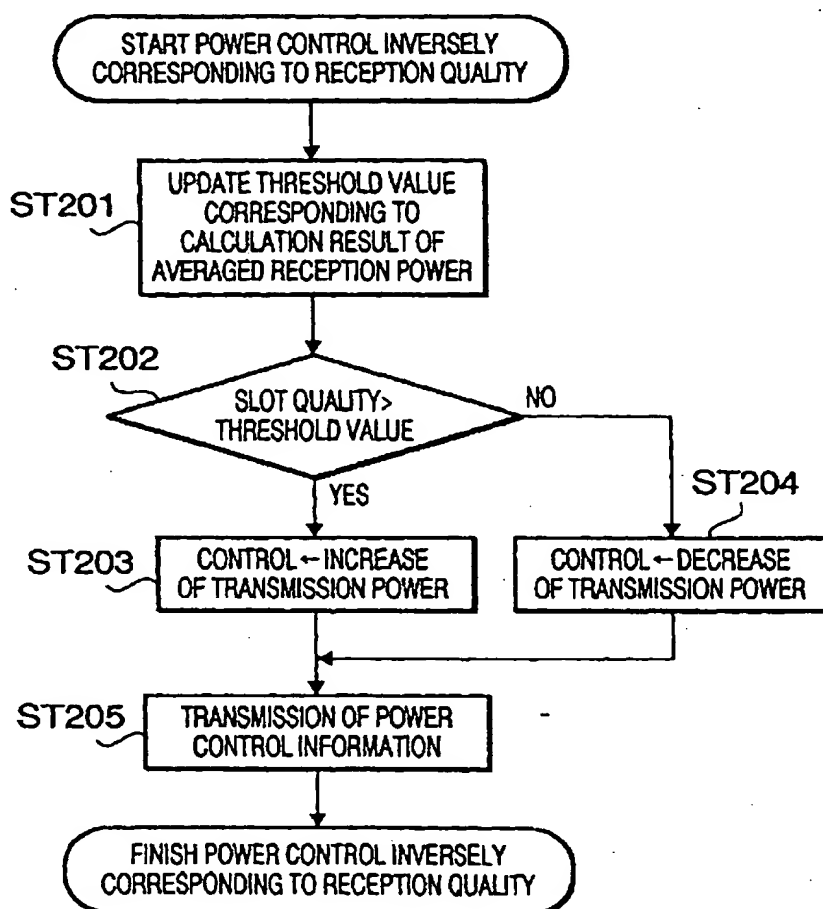 START POWER CONTROL INVERSELY
CORRESPONDING TO RECEPTION QUALITY
ST201
UPDATE THRESHOLD VALUE
CORRESPONDING TO
CALCULATION RESULT OF
AVERAGED RECEPTION POWER
ST202
SLOT QUALITY>
THRESHOLD VALUE
NO
YES
ST203
CONTROL←INCREASE
OF TRANSMISSION POWER
ST204
CONTROL←DECREASE
OF TRANSMISSION POWER
ST205
TRANSMISSION OF POWER
CONTROL INFORMATION
FINISH POWER CONTROL INVERSELY
CORRESPONDING TO RECEPTION QUALITY